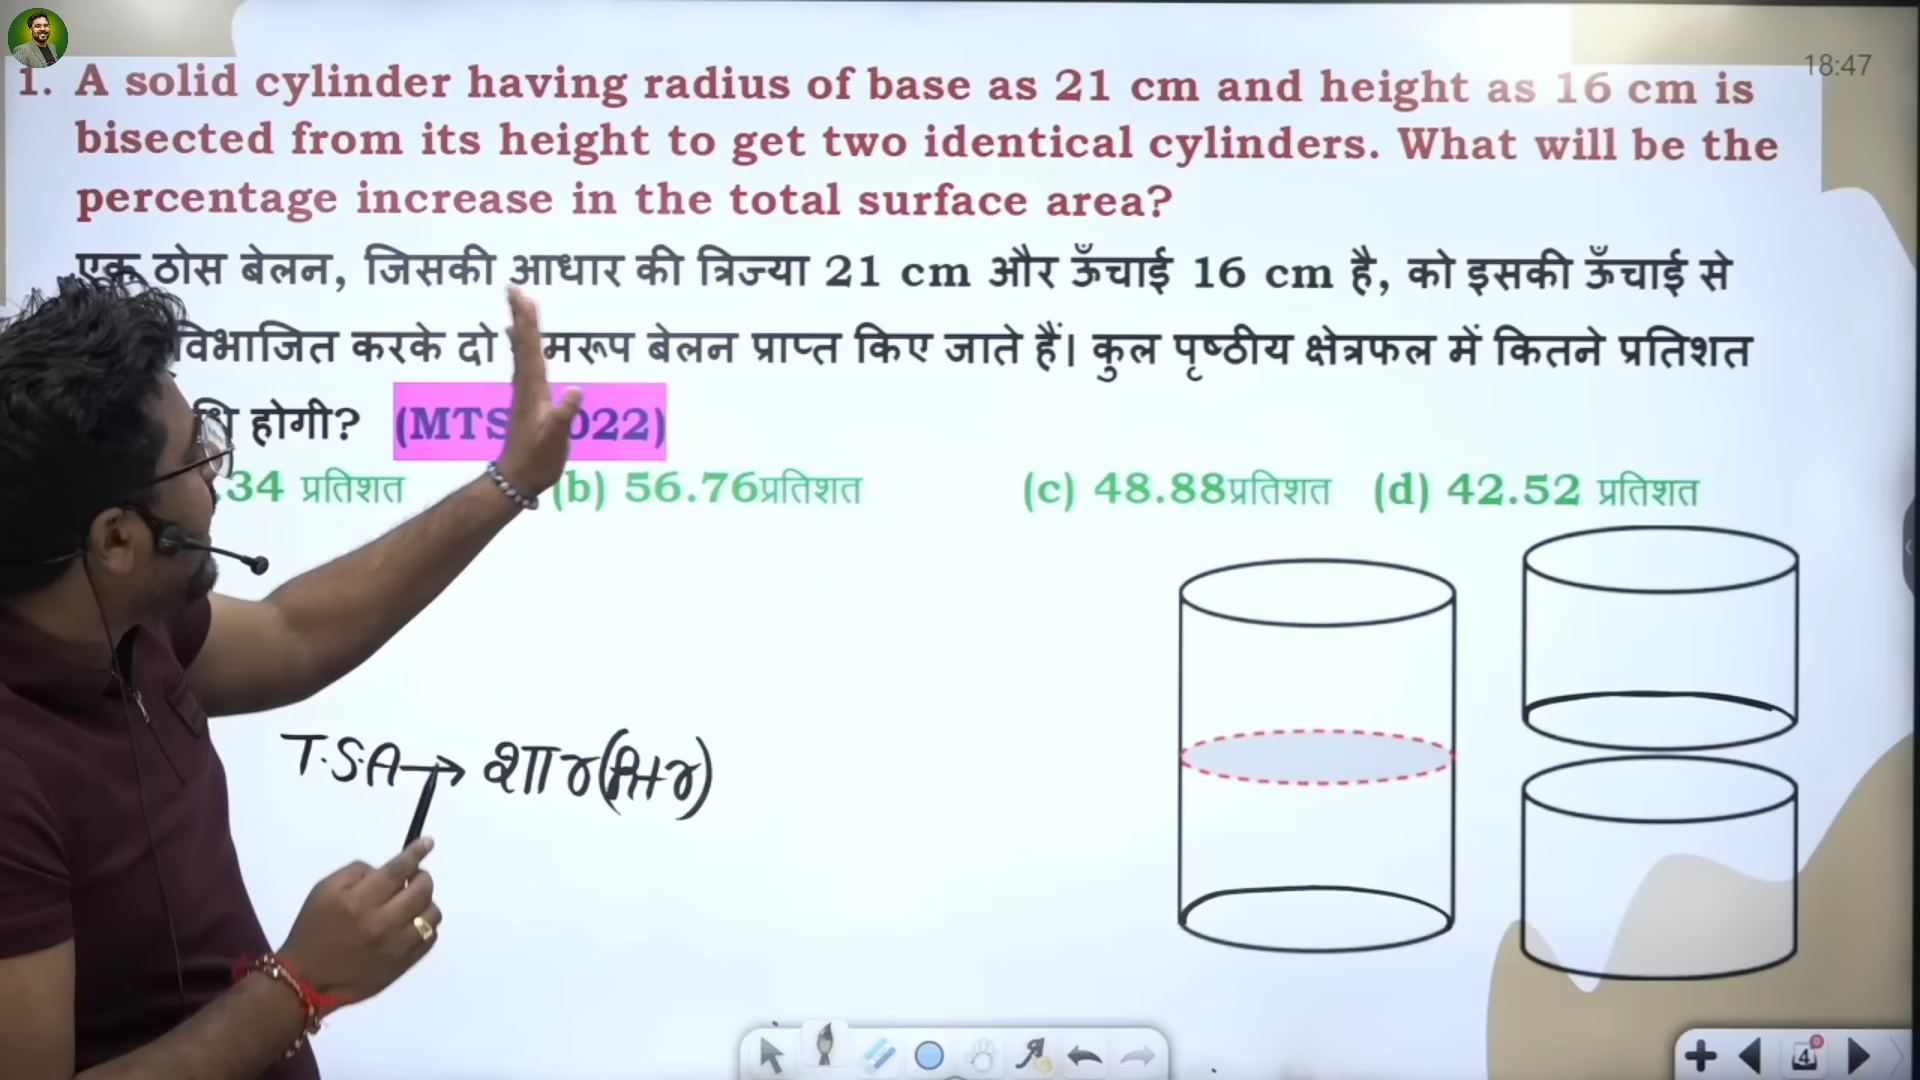 18:47
1. A solid cylinder having radius of base as 21 cm and height as 16 cm is
bisected from its height to get two identical cylinders. What will be the
percentage increase in the total surface area?
एक ठोस बेलन, जिसकी आधार की त्रिज्या 21 cm और ऊँचाई 16 cm है, को इसकी ऊँचाई से
विभाजित करके दो बेलन प्राप्त किए जाते हैं। कुल पृष्ठीय क्षेत्रफल में कितने प्रतिशत
होगी? (MTS 022)
.34 प्रतिशत (b) 56.76प्रतिशत (c) 48.88प्रतिशत (d) 42.52 प्रतिशत
T.S.A → 2πr(h+r)
4